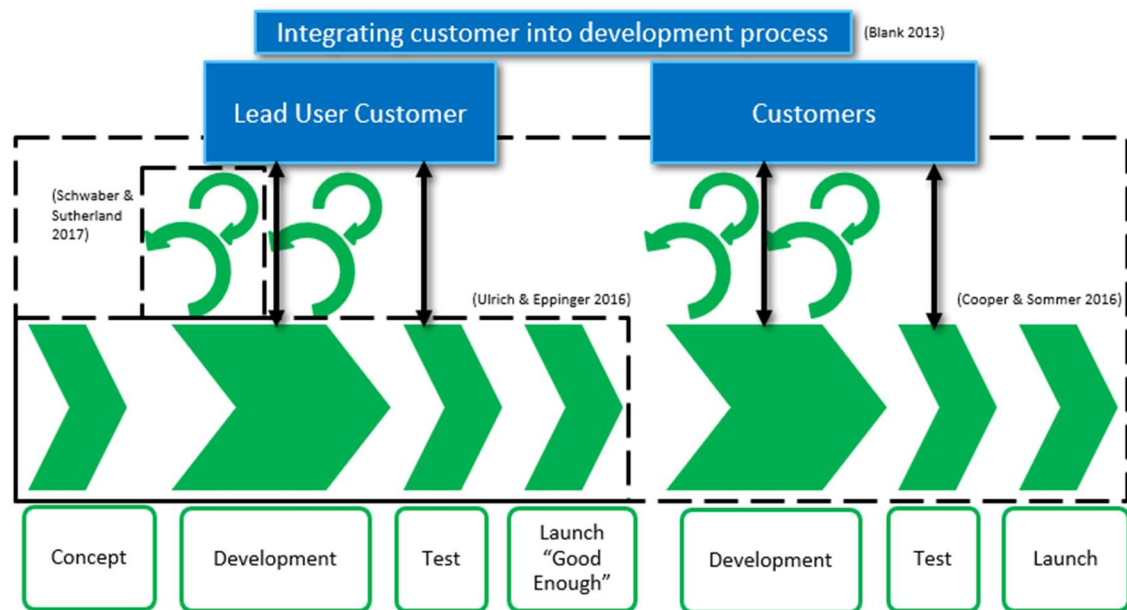 Integrating customer into development process
(Blank 2013)
Lead User Customer
Customers
(Schwaber &
Sutherland
2017)
(Ulrich & Eppinger 2016)
(Cooper & Sommer 2016)
Concept
Development
Test
Launch
“Good
Enough”
Development
Test
Launch